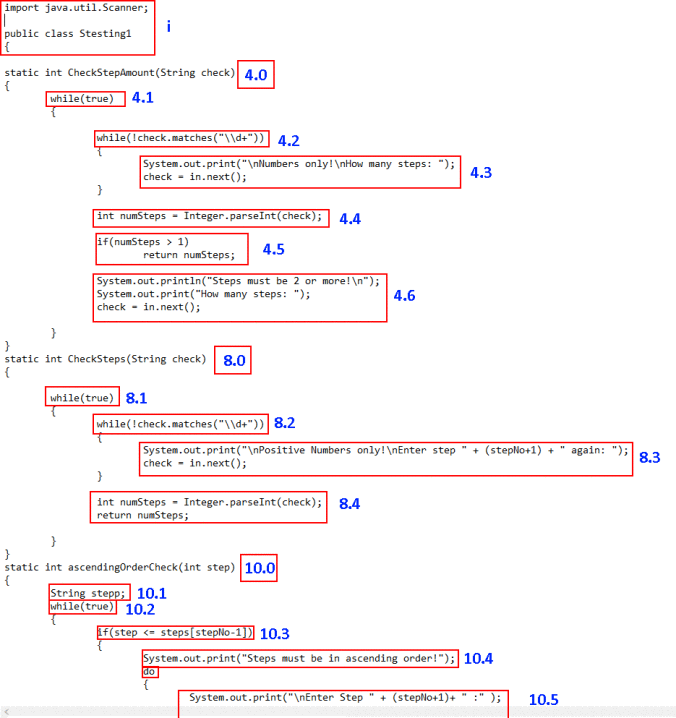 import java.util.Scanner;
i
public class Stesting1
{
static int CheckStepAmount(String check) 4.0
{
while(true) 4.1
{
while(!check.matches("\\d+")) 4.2
{
System.out.print("\nNumbers only!\nHow many steps: ");
check = in.next(); 4.3
}
int numSteps = Integer.parseInt(check); 4.4
if(numSteps > 1)
return numSteps; 4.5
System.out.println("Steps must be 2 or more!\n");
System.out.print("How many steps: "); 4.6
check = in.next();
}
}
static int CheckSteps(String check) 8.0
{
while(true) 8.1
{
while(!check.matches("\\d+")) 8.2
{
System.out.print("\nPositive Numbers only!\nEnter step " + (stepNo+1) + " again: ");
check = in.next(); 8.3
}
int numSteps = Integer.parseInt(check); 8.4
return numSteps;
}
}
static int ascendingOrderCheck(int step) 10.0
{
String stepp; 10.1
while(true) 10.2
{
if(step <= steps[stepNo-1]) 10.3
{
System.out.print("Steps must be in ascending order!"); 10.4
do
{
System.out.print("\nEnter Step " + (stepNo+1)+ " :" ); 10.5